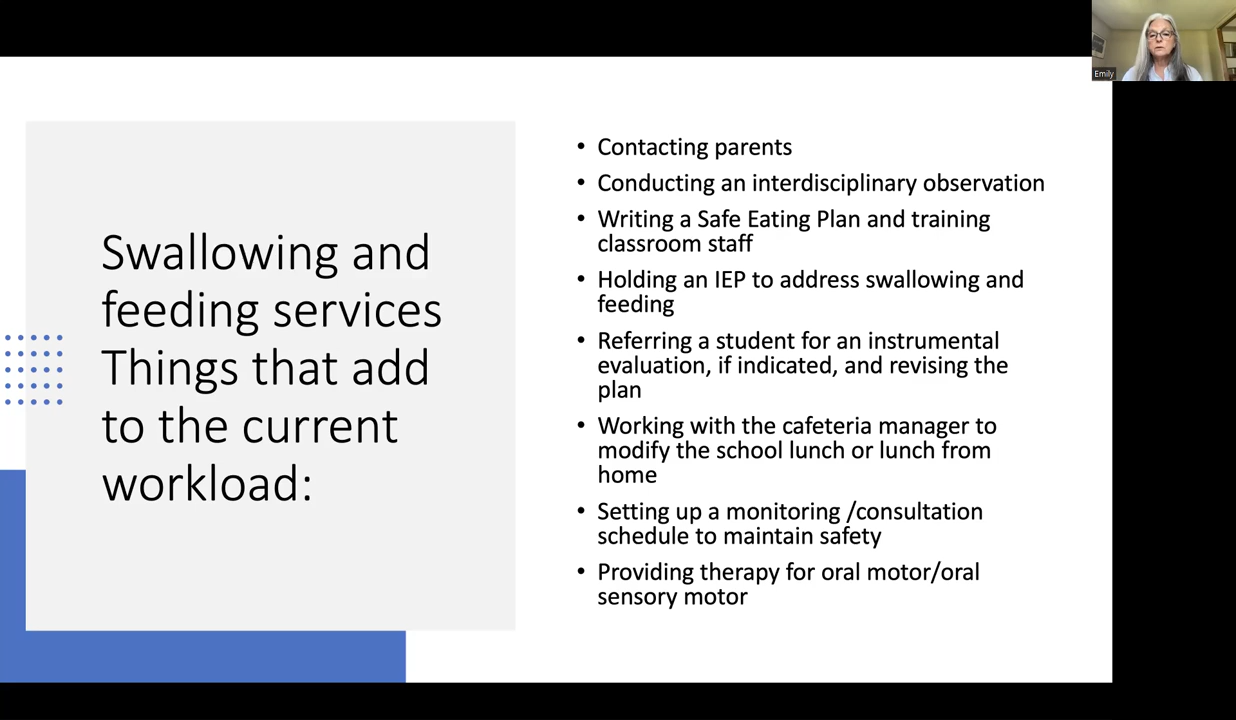 Emily
Swallowing and
feeding services
Things that add
to the current
workload:
• Contacting parents
• Conducting an interdisciplinary observation
• Writing a Safe Eating Plan and training
classroom staff
• Holding an IEP to address swallowing and
feeding
• Referring a student for an instrumental
evaluation, if indicated, and revising the
plan
• Working with the cafeteria manager to
modify the school lunch or lunch from
home
• Setting up a monitoring /consultation
schedule to maintain safety
• Providing therapy for oral motor/oral
sensory motor